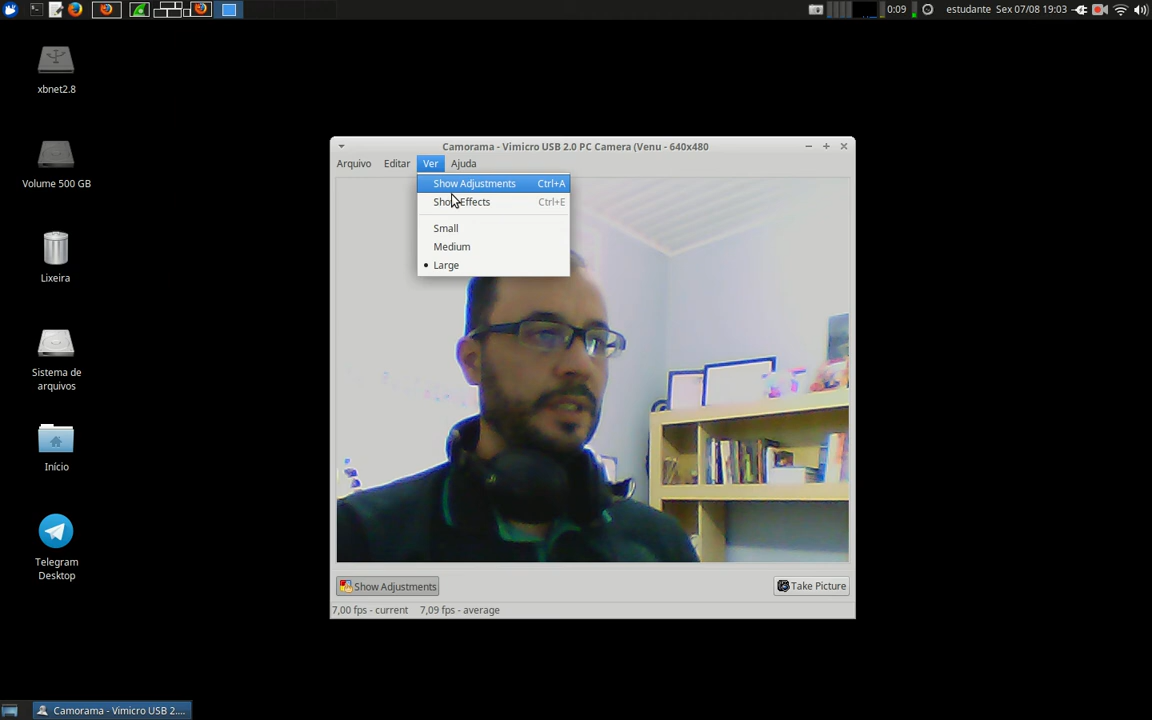 0:09
estudante
Sex 07/08 19:03
xbnet2.8
Volume 500 GB
Lixeira
Sistema de
arquivos
Início
Telegram
Desktop
Camorama - Vimicro USB 2.0 PC Camera (Venu - 640x480
Arquivo Editar Ver Ajuda
Show Adjustments Ctrl+A
Show Effects Ctrl+E
Small
Medium
Large
Show Adjustments
Take Picture
7,00 fps - current 7,09 fps - average
Camorama - Vimicro USB 2....